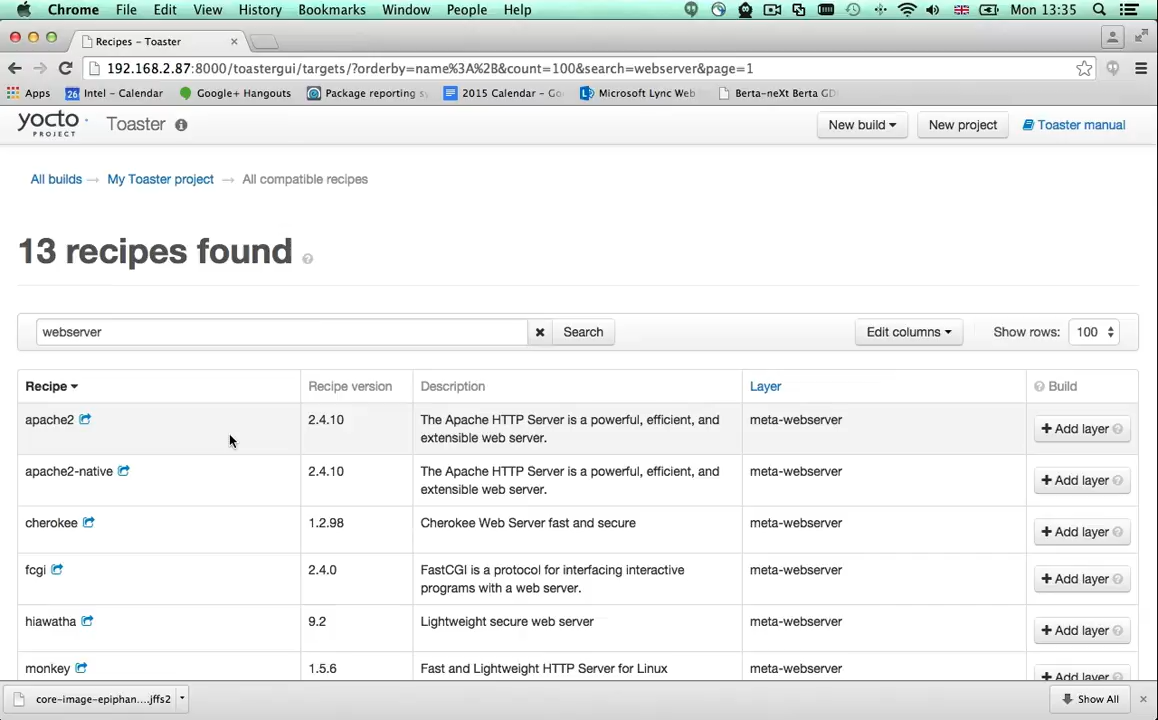 Chrome File Edit View History Bookmarks Window People Help Mon 13:35
Recipes – Toaster
192.168.2.87:8000/toastergui/targets/?orderby=name%3A%2B&count=100&search=webserver&page=1
Apps 26 Intel – Calendar Google+ Hangouts Package reporting 2015 Calendar – Go Microsoft Lync Web Berta-neXt Berta GD
yocto PROJECT Toaster New build New project Toaster manual
All builds → My Toaster project → All compatible recipes
13 recipes found ?
webserver Search Edit columns Show rows: 100
Recipe Recipe version Description Layer ? Build
apache2 2.4.10 The Apache HTTP Server is a powerful, efficient, and meta-webserver + Add layer ?
extensible web server.
apache2-native 2.4.10 The Apache HTTP Server is a powerful, efficient, and meta-webserver + Add layer ?
extensible web server.
cherokee 1.2.98 Cherokee Web Server fast and secure meta-webserver + Add layer ?
fcgi 2.4.0 FastCGI is a protocol for interfacing interactive meta-webserver + Add layer ?
programs with a web server.
hiawatha 9.2 Lightweight secure web server meta-webserver + Add layer ?
monkey 1.5.6 Fast and Lightweight HTTP Server for Linux meta-webserver + Add layer ?
core-image-epiphan....jffs2 Show All